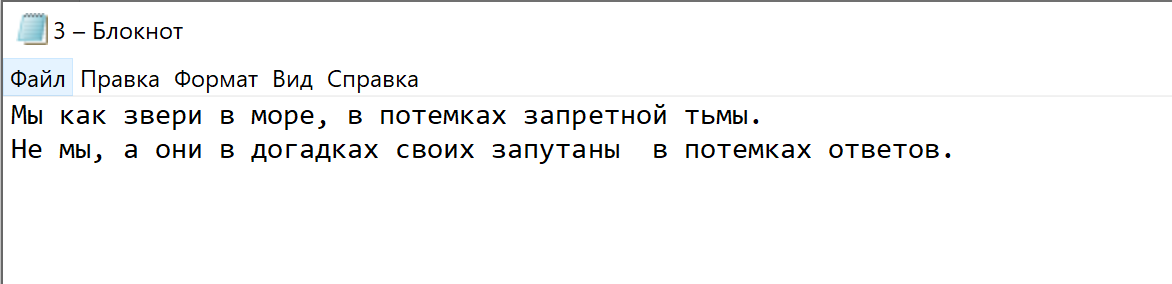 3 – Блокнот
Файл Правка Формат Вид Справка
Мы как звери в море, в потемках запретной тьмы.
Не мы, а они в догадках своих запутаны  в потемках ответов.